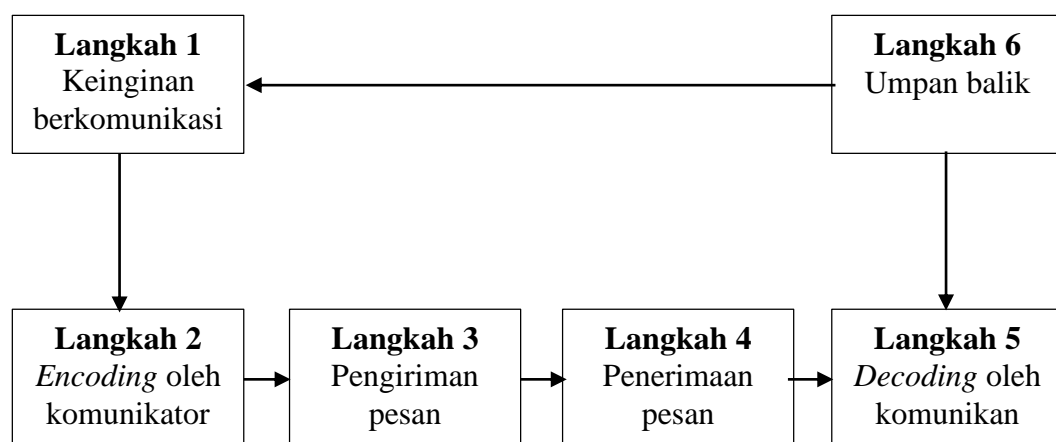 Langkah 1
Keinginan
berkomunikasi
Langkah 6
Umpan balik
Langkah 2
Encoding oleh
komunikator
Langkah 3
Pengiriman
pesan
Langkah 4
Penerimaan
pesan
Langkah 5
Decoding oleh
komunikan